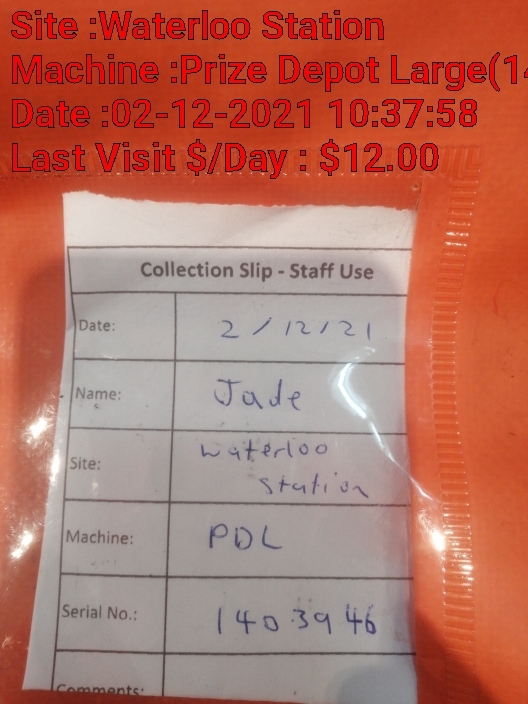 Site :Waterloo Station
Machine :Prize Depot Large(14
Date :02-12-2021 10:37:58
Last Visit $/Day : $12.00
Collection Slip - Staff Use
Date: 2/12/21
Name: Jade
Site: Waterloo
Station
Machine: PDL
Serial No.: 1403946
Comments: